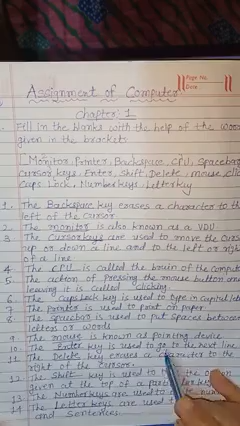 Page No.
Date
Assignment of Computer
Chapter: 1
Fill in the blanks with the help of the words
given in the brackets
Monitor, Printer, Backspace, CPU, Spacebar
Cursor keys, Enter, Shift, Delete, mouse, click
Caps Lock, Number keys, Letter key
1. The Backspace key erases a character to the
left of the cursor
2. The monitor is also known as a VDU
3. The Cursor keys are used to move the curs
up or down a line and to the left or right
of a line
4. The CPU is called the brain of the Compute
5. The action of pressing the mouse button and
leaving it is called clicking.
6. The Caps Lock key is used to type in capital lett
7. The printer is used to print on paper
8. The spacebar is used to put spaces between
letters or words
9. The mouse is known as pointing device
10. The Enter key is used to go to the next line
11. The Delete key erases a character to the
right of the cursor.
12. The Shift key is used to
given at the top of a
13. The Number keys are used to
14. The Letter keys are used to
and sentences.